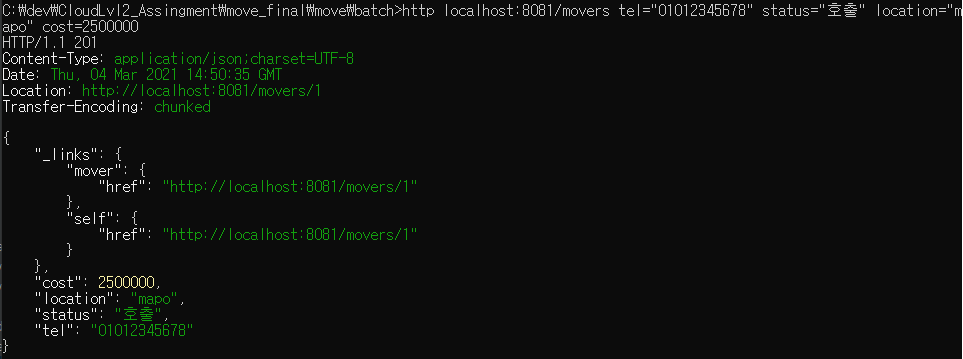 C:\dev\CloudLvl2_Assingment\move_final\move\batch>http localhost:8081/movers tel="01012345678" status="호출" location="m
apo" cost=2500000
HTTP/1.1 201
Content-Type: application/json;charset=UTF-8
Date: Thu, 04 Mar 2021 14:50:35 GMT
Location: http://localhost:8081/movers/1
Transfer-Encoding: chunked

{
    "_links": {
        "mover": {
            "href": "http://localhost:8081/movers/1"
        },
        "self": {
            "href": "http://localhost:8081/movers/1"
        }
    },
    "cost": 2500000,
    "location": "mapo",
    "status": "호출",
    "tel": "01012345678"
}